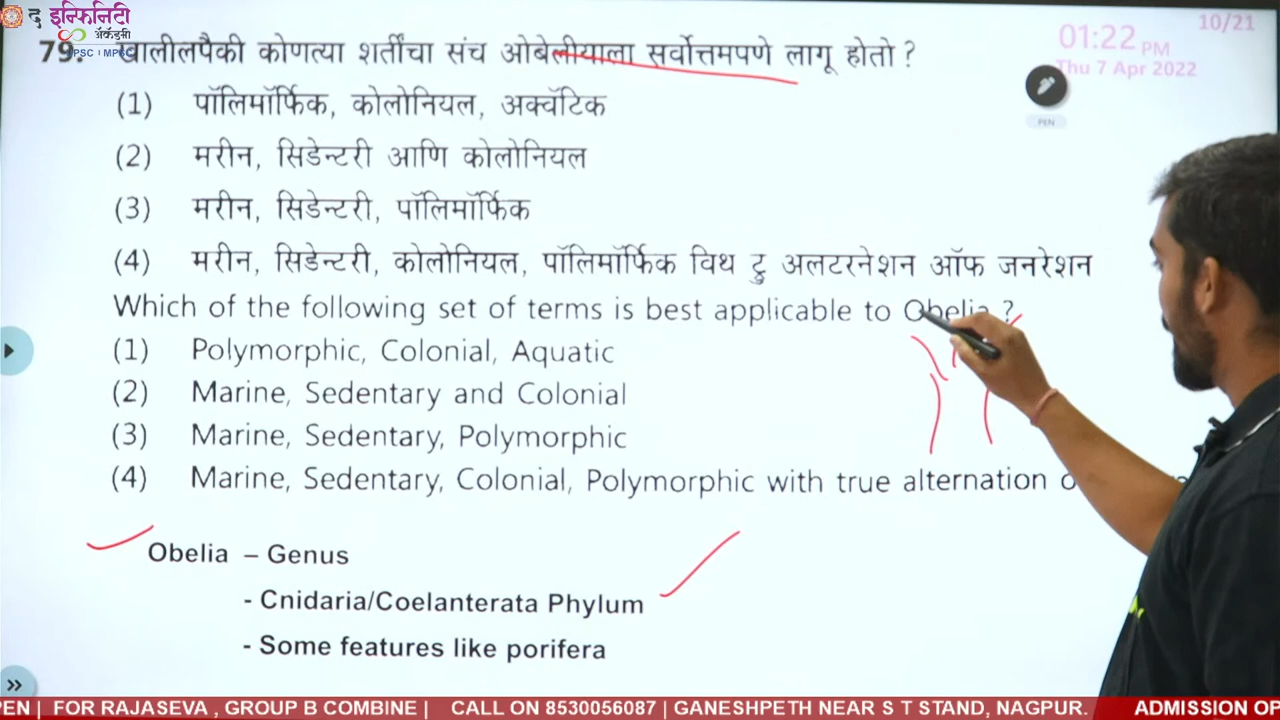 द इन्फिनिटी
अ‍ॅकॅडमी
UPSC । MPSC
10/21
01:22 PM
Thu 7 Apr 2022
PEN
79. खालीलपैकी कोणत्या शर्तींचा संच ओबेलीयाला सर्वोत्तमपणे लागू होतो ?
(1) पॉलिमॉर्फिक, कोलोनियल, अक्वॅटिक
(2) मरीन, सिडेन्टरी आणि कोलोनियल
(3) मरीन, सिडेन्टरी, पॉलिमॉर्फिक
(4) मरीन, सिडेन्टरी, कोलोनियल, पॉलिमॉर्फिक विथ ट्रु अलटरनेशन ऑफ जनरेशन
Which of the following set of terms is best applicable to Obelia ?
(1) Polymorphic, Colonial, Aquatic
(2) Marine, Sedentary and Colonial
(3) Marine, Sedentary, Polymorphic
(4) Marine, Sedentary, Colonial, Polymorphic with true alternation
Obelia – Genus
- Cnidaria/Coelanterata Phylum
- Some features like porifera
PEN | FOR RAJASEVA , GROUP B COMBINE | CALL ON 8530056087 | GANESHPETH NEAR S T STAND, NAGPUR. ADMISSION OP